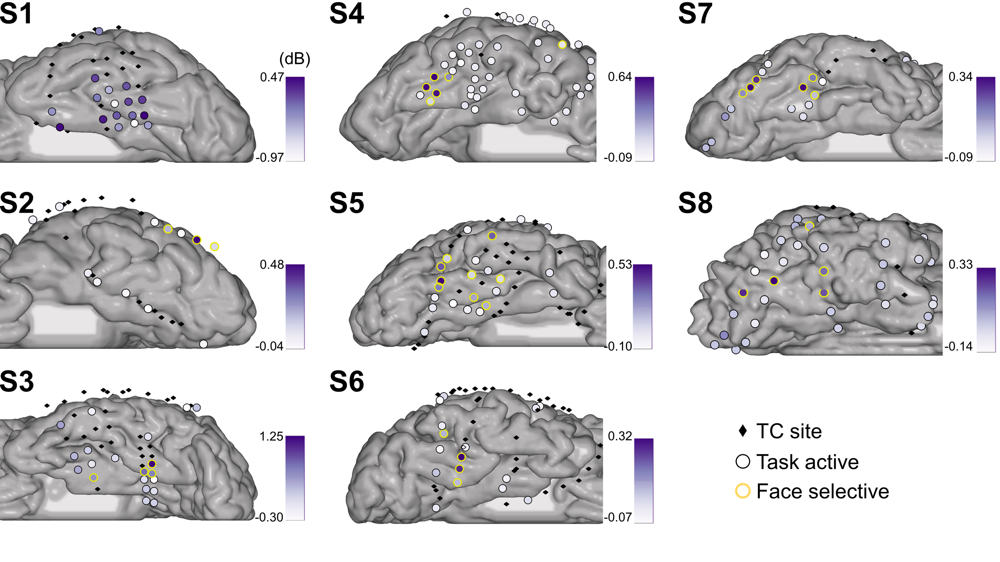 S1
S4
S7
(dB)
0.47
0.64
0.34
-0.97
-0.09
-0.09
S2
S5
S8
0.48
0.53
0.33
-0.04
-0.10
-0.14
S3
S6
1.25
0.32
TC site
Task active
Face selective
-0.30
-0.07